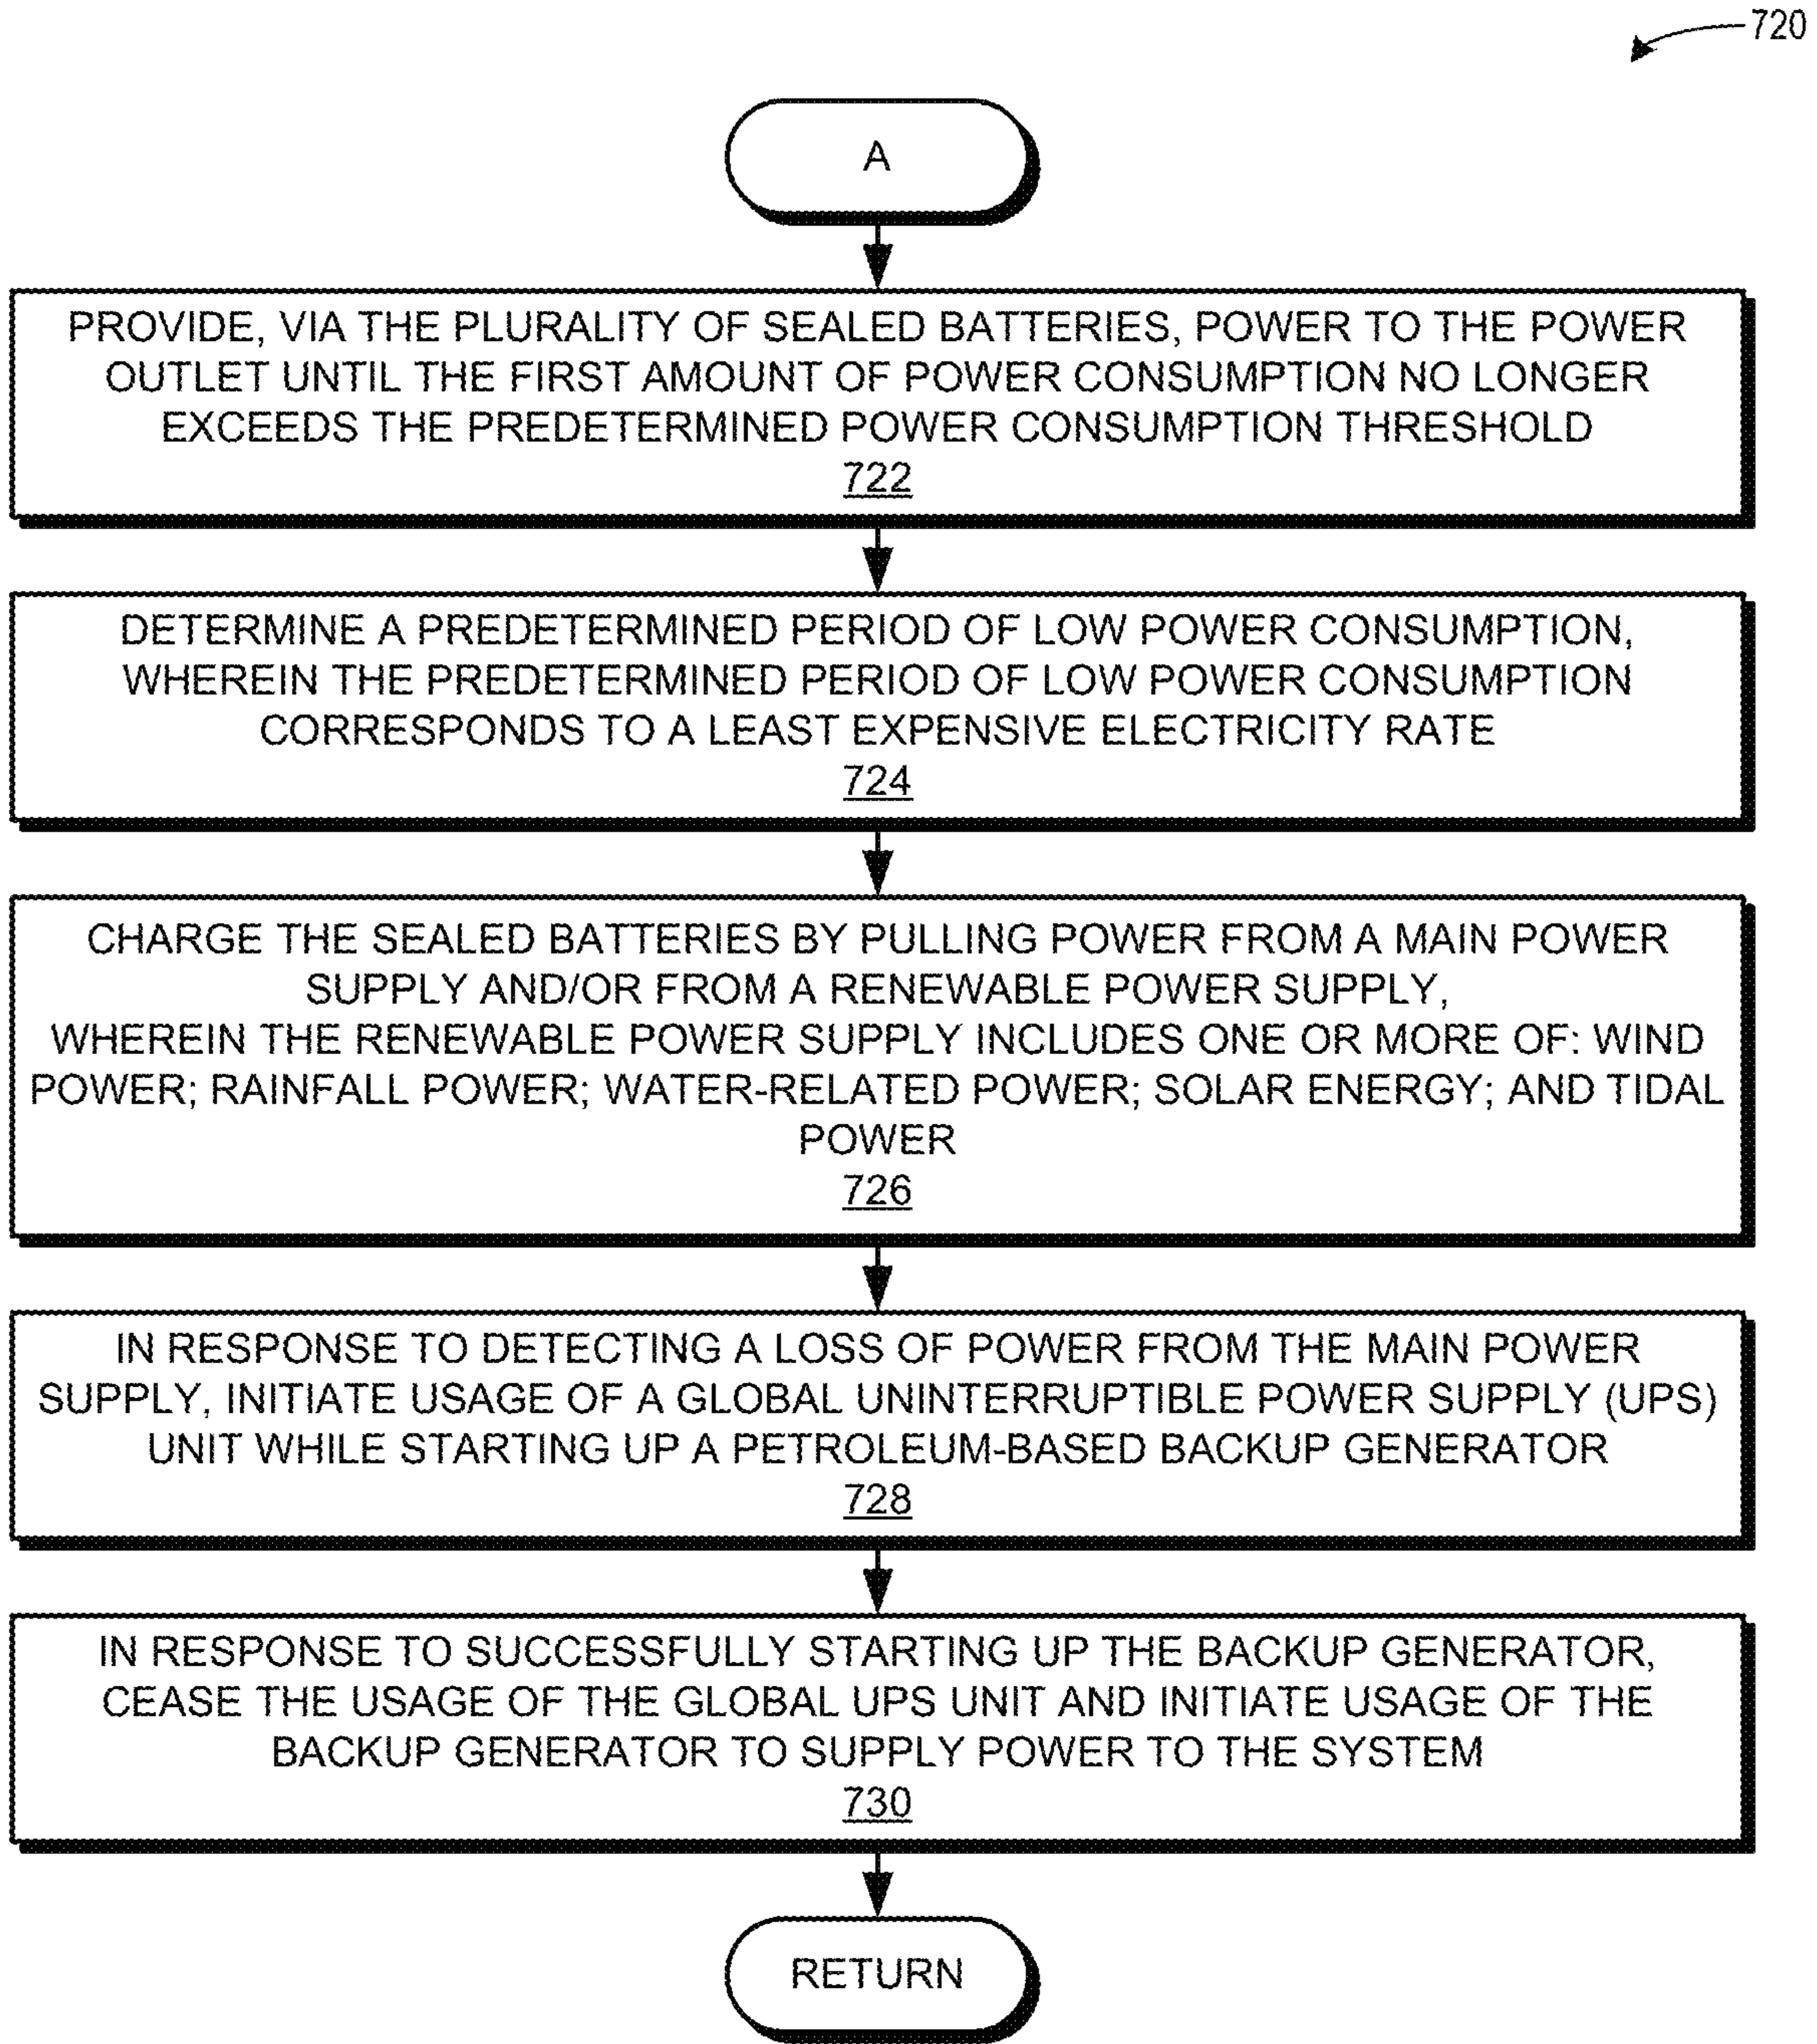 720
A
PROVIDE, VIA THE PLURALITY OF SEALED BATTERIES, POWER TO THE POWER
OUTLET UNTIL THE FIRST AMOUNT OF POWER CONSUMPTION NO LONGER
EXCEEDS THE PREDETERMINED POWER CONSUMPTION THRESHOLD
722
DETERMINE A PREDETERMINED PERIOD OF LOW POWER CONSUMPTION,
WHEREIN THE PREDETERMINED PERIOD OF LOW POWER CONSUMPTION
CORRESPONDS TO A LEAST EXPENSIVE ELECTRICITY RATE
724
CHARGE THE SEALED BATTERIES BY PULLING POWER FROM A MAIN POWER
SUPPLY AND/OR FROM A RENEWABLE POWER SUPPLY,
WHEREIN THE RENEWABLE POWER SUPPLY INCLUDES ONE OR MORE OF: WIND
POWER; RAINFALL POWER; WATER-RELATED POWER; SOLAR ENERGY; AND TIDAL
POWER
726
IN RESPONSE TO DETECTING A LOSS OF POWER FROM THE MAIN POWER
SUPPLY, INITIATE USAGE OF A GLOBAL UNINTERRUPTIBLE POWER SUPPLY (UPS)
UNIT WHILE STARTING UP A PETROLEUM-BASED BACKUP GENERATOR
728
IN RESPONSE TO SUCCESSFULLY STARTING UP THE BACKUP GENERATOR,
CEASE THE USAGE OF THE GLOBAL UPS UNIT AND INITIATE USAGE OF THE
BACKUP GENERATOR TO SUPPLY POWER TO THE SYSTEM
730
RETURN